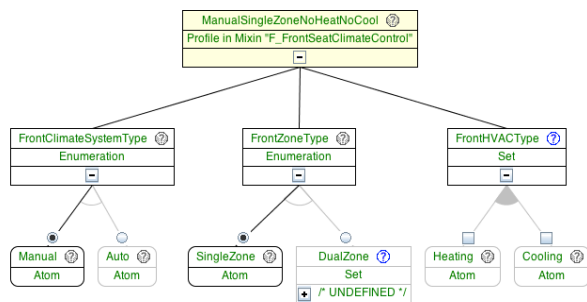 ManualSingleZoneNoHeatNoCool ?
Profile in Mixin "F_FrontSeatClimateControl"
FrontClimateSystemType ?
Enumeration
FrontZoneType ?
Enumeration
FrontHVACType ?
Set
Manual ?
Atom
Auto ?
Atom
SingleZone ?
Atom
DualZone ?
Set
/* UNDEFINED */
Heating ?
Atom
Cooling ?
Atom